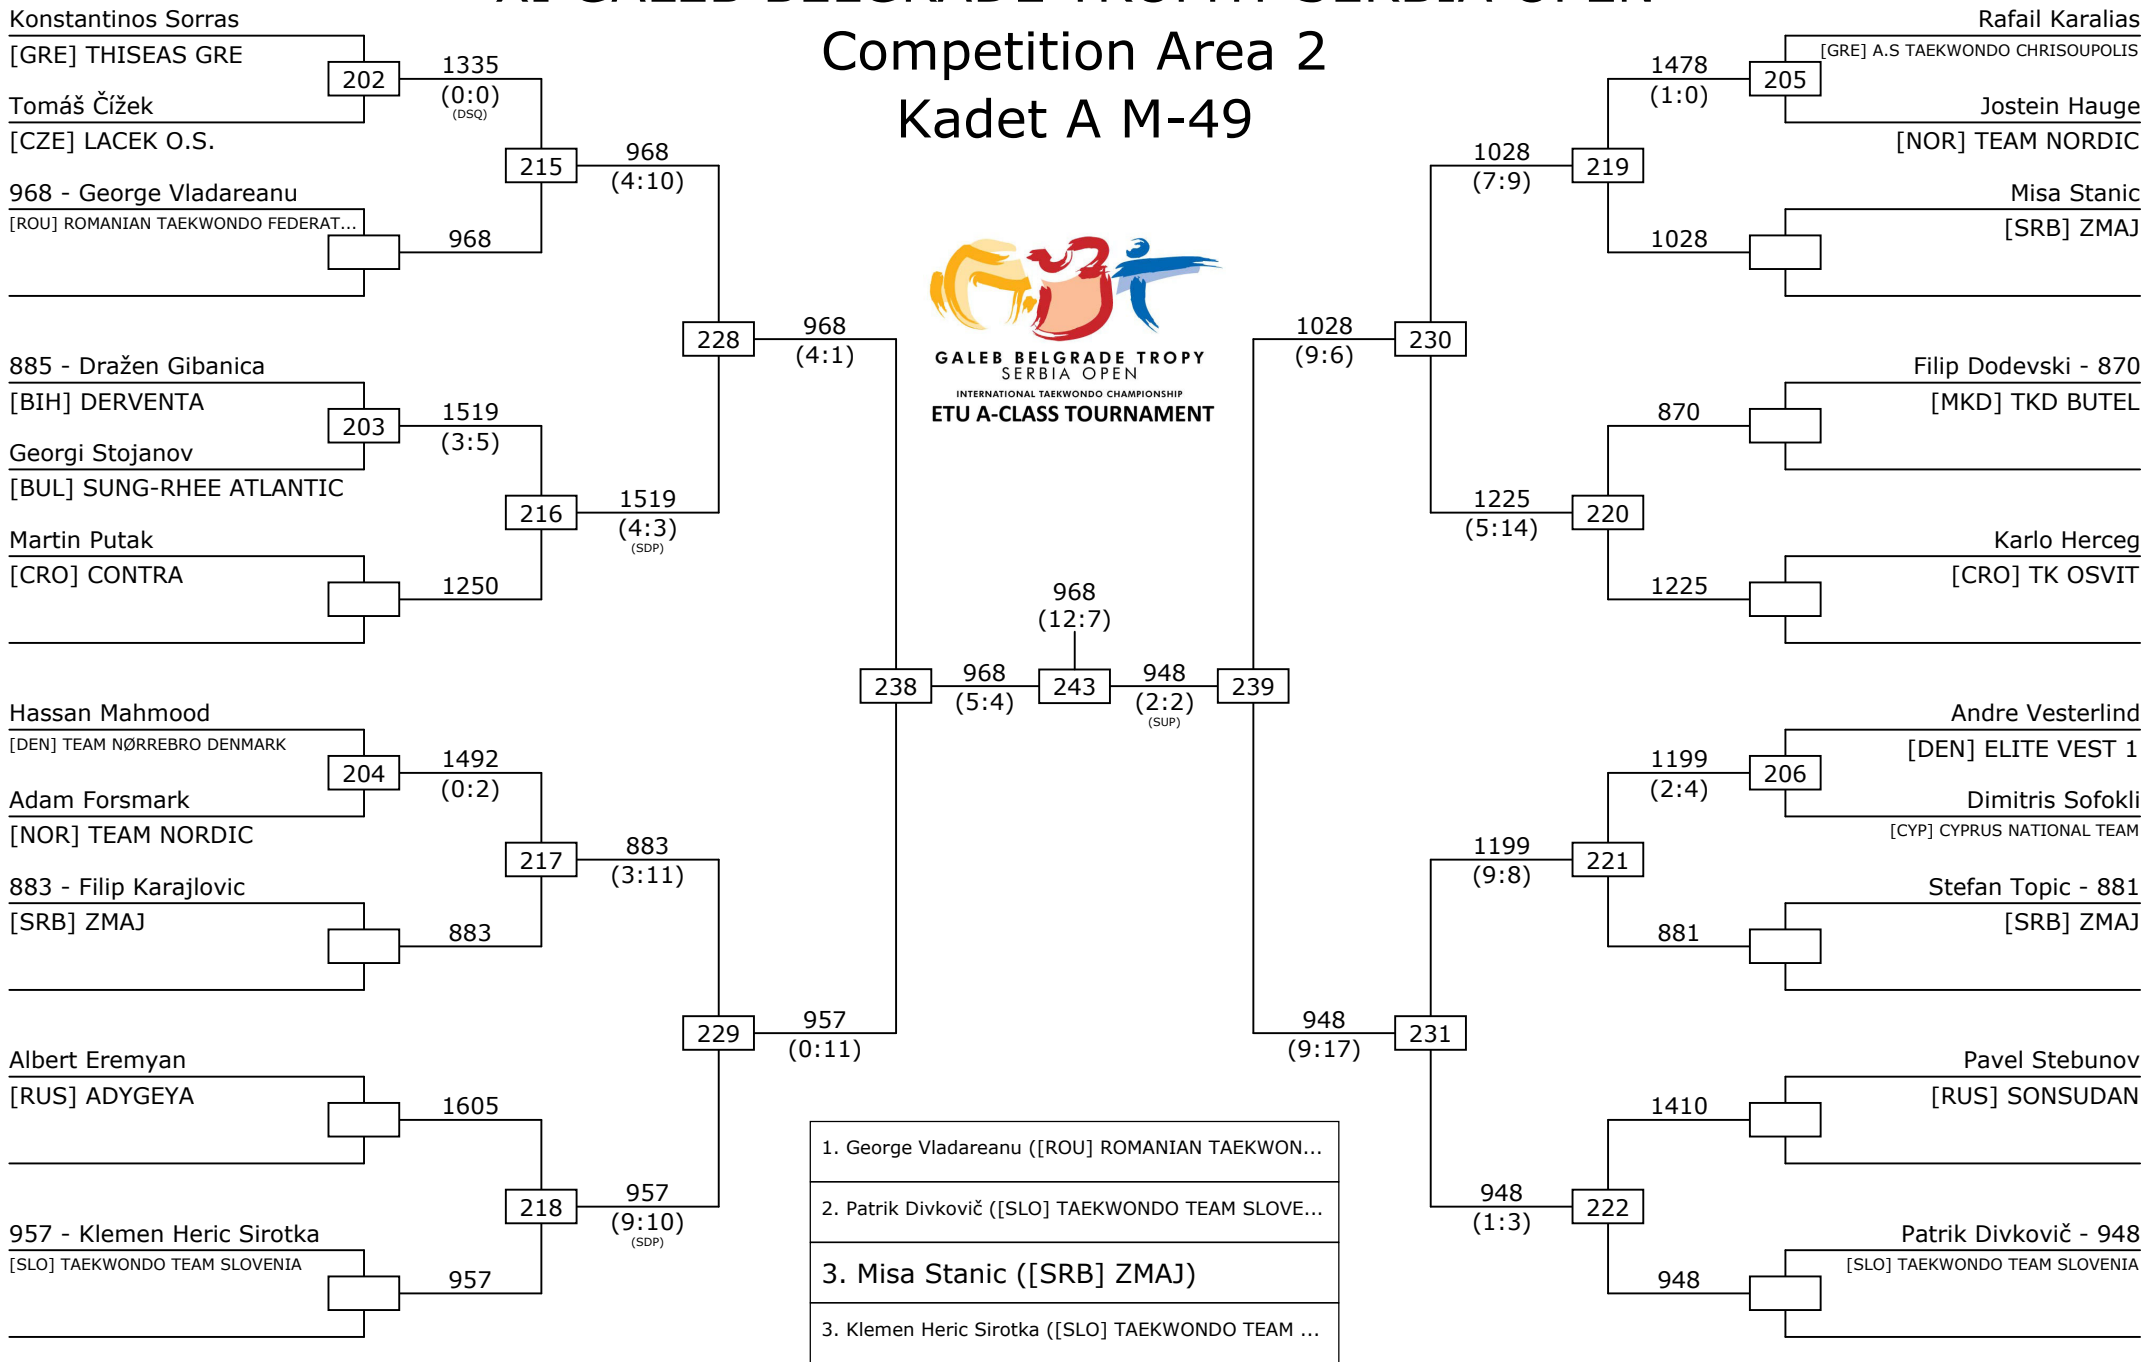 XI GALEB BELGRADE TROPHY SERBIA OPEN
Competition Area 2
Kadet A M-49
Konstantinos Sorras
[GRE] THISEAS GRE
202
1335
(0:0)
(DSQ)
Tomáš Čížek
[CZE] LACEK O.S.
215
968
(4:10)
968 - George Vladareanu
[ROU] ROMANIAN TAEKWONDO FEDERAT...
968
228
968
(4:1)
885 - Dražen Gibanica
[BIH] DERVENTA
203
1519
(3:5)
Georgi Stojanov
[BUL] SUNG-RHEE ATLANTIC
216
1519
(4:3)
(SDP)
Martin Putak
[CRO] CONTRA
1250
238
968
(5:4)
Hassan Mahmood
[DEN] TEAM NØRREBRO DENMARK
204
1492
(0:2)
Adam Forsmark
[NOR] TEAM NORDIC
217
883
(3:11)
883 - Filip Karajlovic
[SRB] ZMAJ
883
229
957
(0:11)
Albert Eremyan
[RUS] ADYGEYA
1605
218
957
(9:10)
(SDP)
957 - Klemen Heric Sirotka
[SLO] TAEKWONDO TEAM SLOVENIA
957
GALEB BELGRADE TROPY
SERBIA OPEN
INTERNATIONAL TAEKWONDO CHAMPIONSHIP
ETU A-CLASS TOURNAMENT
968
(12:7)
243
948
(2:2)
(SUP)
239
Rafail Karalias
[GRE] A.S TAEKWONDO CHRISOUPOLIS
1478
(1:0)
205
Jostein Hauge
[NOR] TEAM NORDIC
1028
(7:9)
219
Misa Stanic
[SRB] ZMAJ
1028
1028
(9:6)
230
Filip Dodevski - 870
[MKD] TKD BUTEL
870
1225
(5:14)
220
Karlo Herceg
[CRO] TK OSVIT
1225
Andre Vesterlind
[DEN] ELITE VEST 1
1199
(2:4)
206
Dimitris Sofokli
[CYP] CYPRUS NATIONAL TEAM
1199
(9:8)
221
Stefan Topic - 881
[SRB] ZMAJ
881
948
(9:17)
231
Pavel Stebunov
[RUS] SONSUDAN
1410
948
(1:3)
222
Patrik Divkovič - 948
[SLO] TAEKWONDO TEAM SLOVENIA
948
1. George Vladareanu ([ROU] ROMANIAN TAEKWON...
2. Patrik Divkovič ([SLO] TAEKWONDO TEAM SLOVE...
3. Misa Stanic ([SRB] ZMAJ)
3. Klemen Heric Sirotka ([SLO] TAEKWONDO TEAM ...